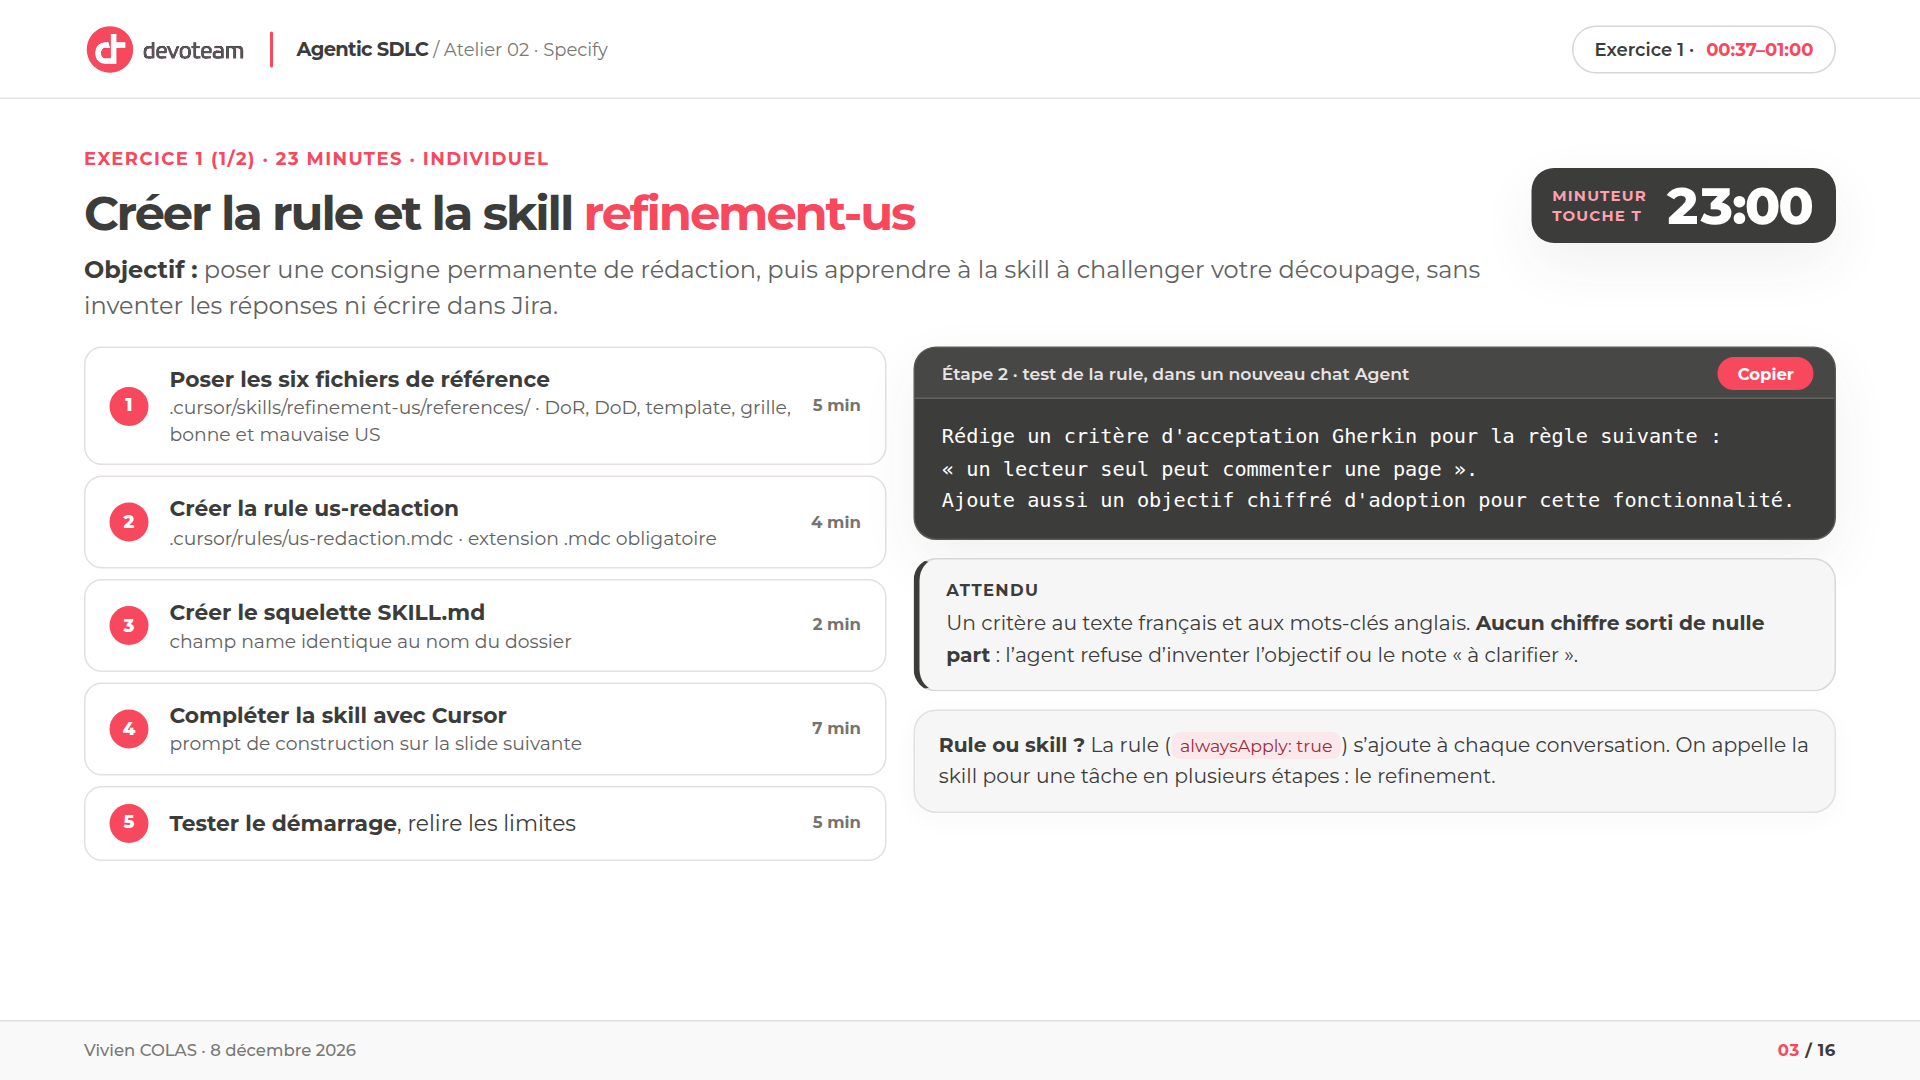 devoteam
Agentic SDLC / Atelier 02 · Specify
Exercice 1 · 00:37–01:00
EXERCICE 1 (1/2) · 23 MINUTES · INDIVIDUEL
Créer la rule et la skill refinement-us
MINUTEUR
TOUCHE T
23:00
Objectif : poser une consigne permanente de rédaction, puis apprendre à la skill à challenger votre découpage, sans
inventer les réponses ni écrire dans Jira.
1
Poser les six fichiers de référence
.cursor/skills/refinement-us/references/ · DoR, DoD, template, grille,
bonne et mauvaise US
5 min
2
Créer la rule us-redaction
.cursor/rules/us-redaction.mdc · extension .mdc obligatoire
4 min
3
Créer le squelette SKILL.md
champ name identique au nom du dossier
2 min
4
Compléter la skill avec Cursor
prompt de construction sur la slide suivante
7 min
5
Tester le démarrage, relire les limites
5 min
Étape 2 · test de la rule, dans un nouveau chat Agent
Copier
Rédige un critère d'acceptation Gherkin pour la règle suivante :
« un lecteur seul peut commenter une page ».
Ajoute aussi un objectif chiffré d'adoption pour cette fonctionnalité.
ATTENDU
Un critère au texte français et aux mots-clés anglais. Aucun chiffre sorti de nulle
part : l’agent refuse d’inventer l’objectif ou le note « à clarifier ».
Rule ou skill ? La rule (alwaysApply: true) s’ajoute à chaque conversation. On appelle la
skill pour une tâche en plusieurs étapes : le refinement.
Vivien COLAS · 8 décembre 2026
03 / 16